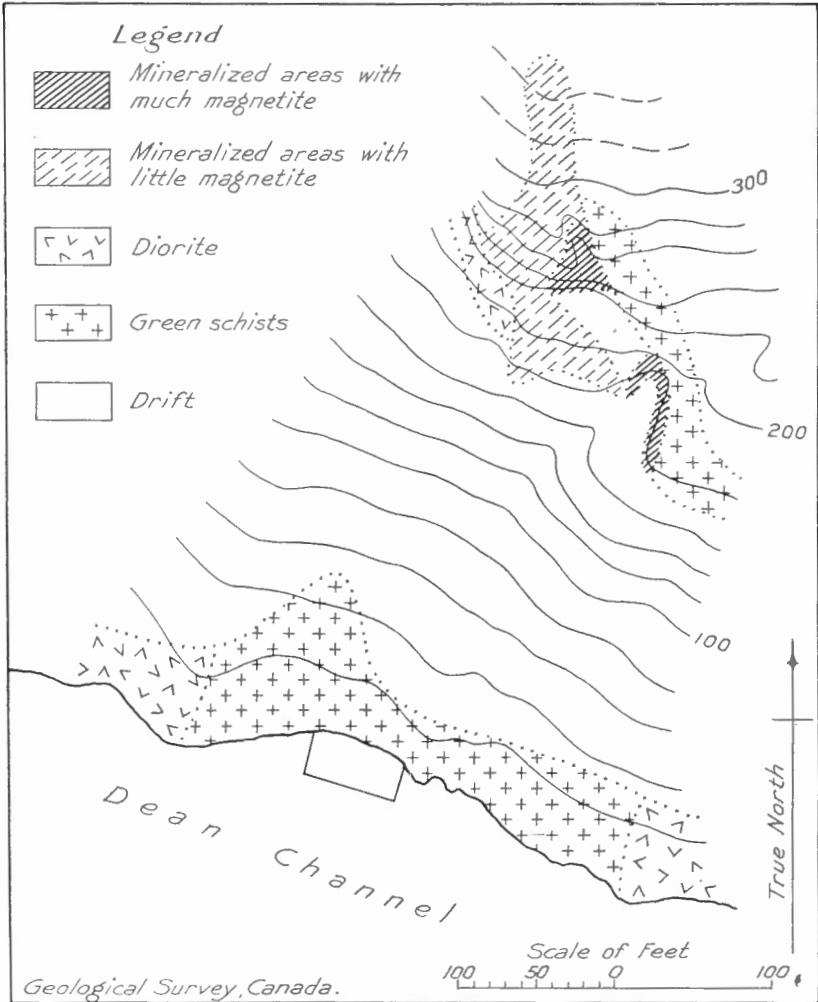 Legend
Mineralized areas with
much magnetite
Mineralized areas with
little magnetite
Diorite
Green schists
Drift
300
200
100
True North
Dean Channel
Scale of Feet
100 50 0 100
Geological Survey, Canada.